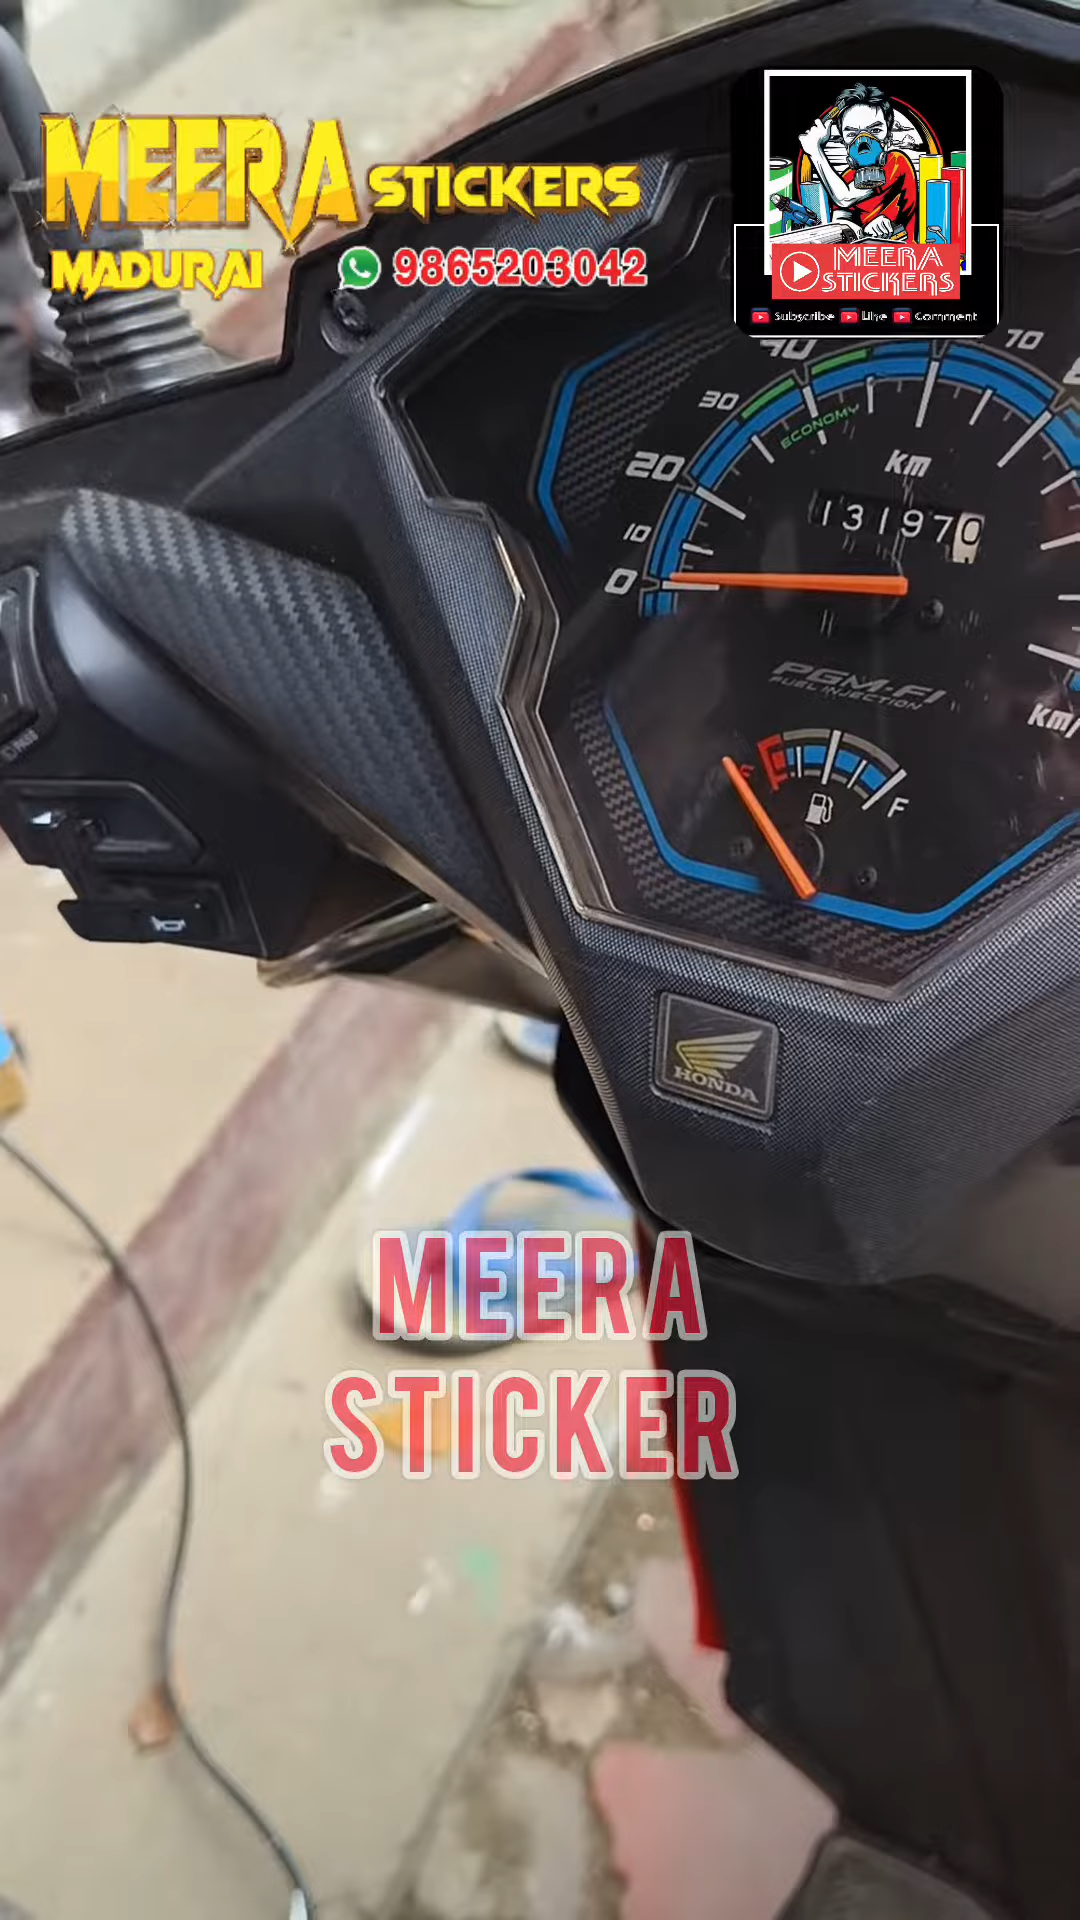 MEERA STICKERS
MADURAI 9865203042
MEERA
STICKERS
Subscribe Like Comment
40
70
30
ECONOMY
20
KM
10
131970
0
PGM-FI
FUEL INJECTION
KM/
F
HONDA
MEERA
STICKER